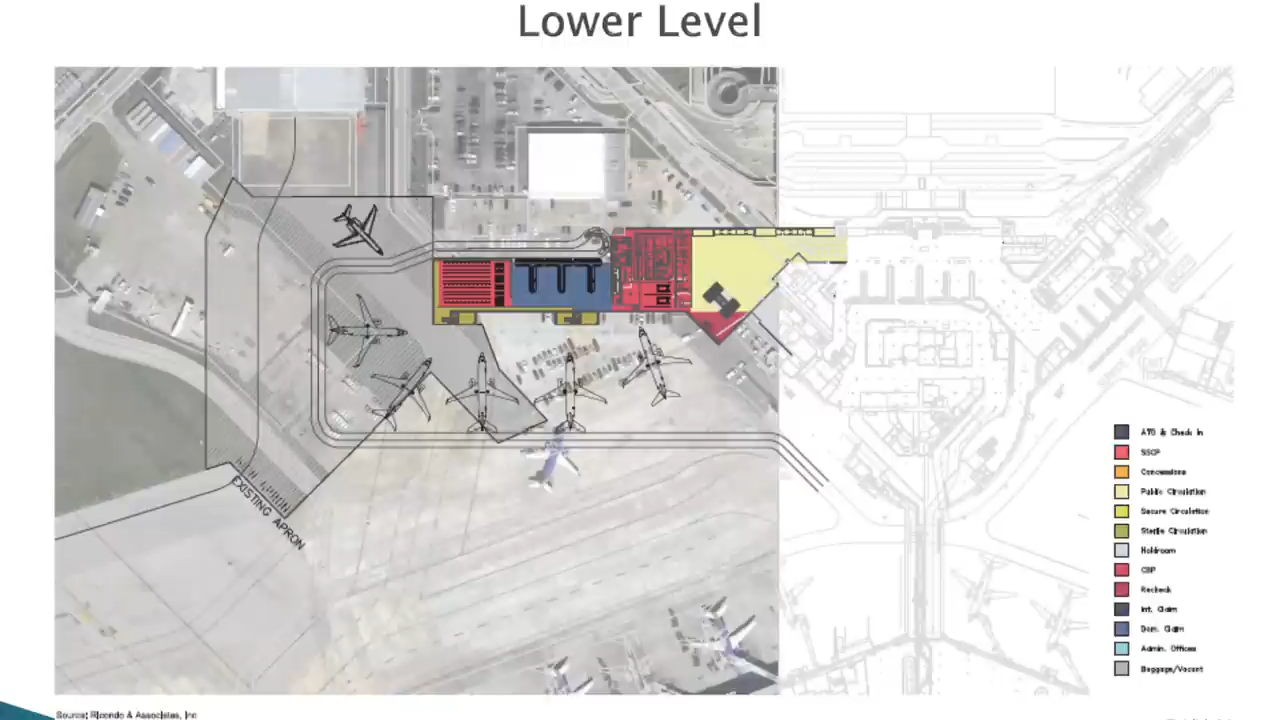 Lower Level
EXISTING APRON
ATO & Check In
SSCP
Concessions
Public Circulation
Secure Circulation
Sterile Circulation
Holdroom
CBP
Recheck
Int. Claim
Dom. Claim
Admin. Offices
Baggage/Vacant
Source: Ricondo & Associates, Inc